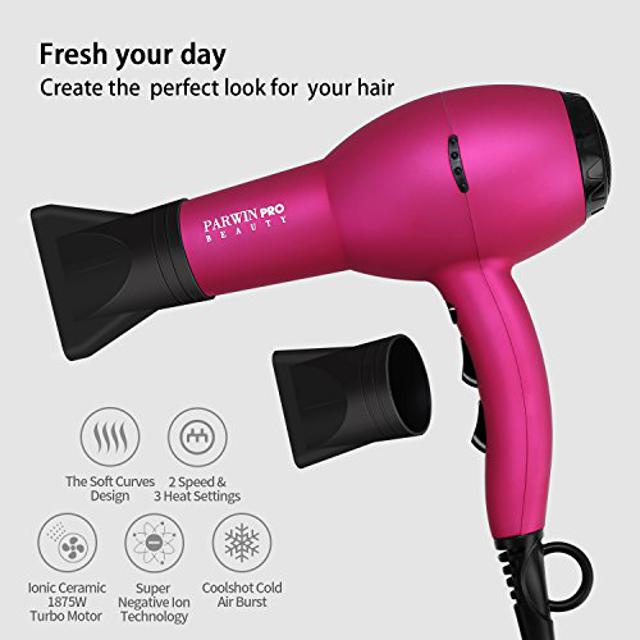 Fresh your day
Create the perfect look for your hair
PARWIN PRO
BEAUTY
The Soft Curves
Design
2 Speed &
3 Heat Settings
Ionic Ceramic
1875W
Turbo Motor
Super
Negative Ion
Technology
Coolshot Cold
Air Burst